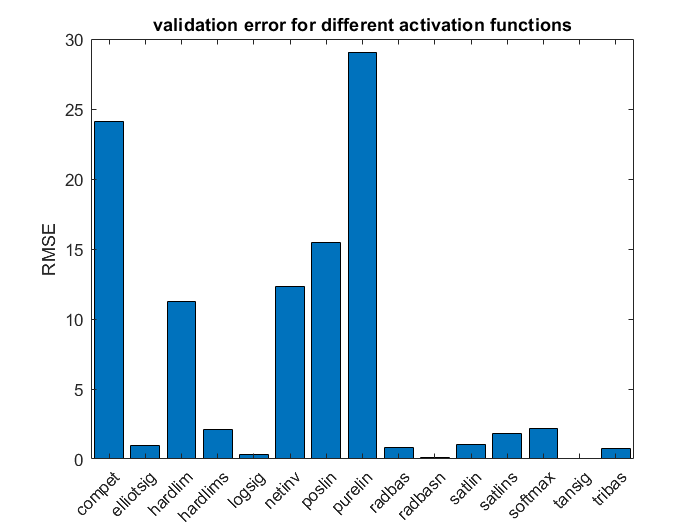 validation error for different activation functions
30
25
20
15
10
5
0
RMSE
compet
elliotsig
hardlim
hardlims
logsig
netinv
poslin
purelin
radbas
radbasn
satlin
satlins
softmax
tansig
tribas